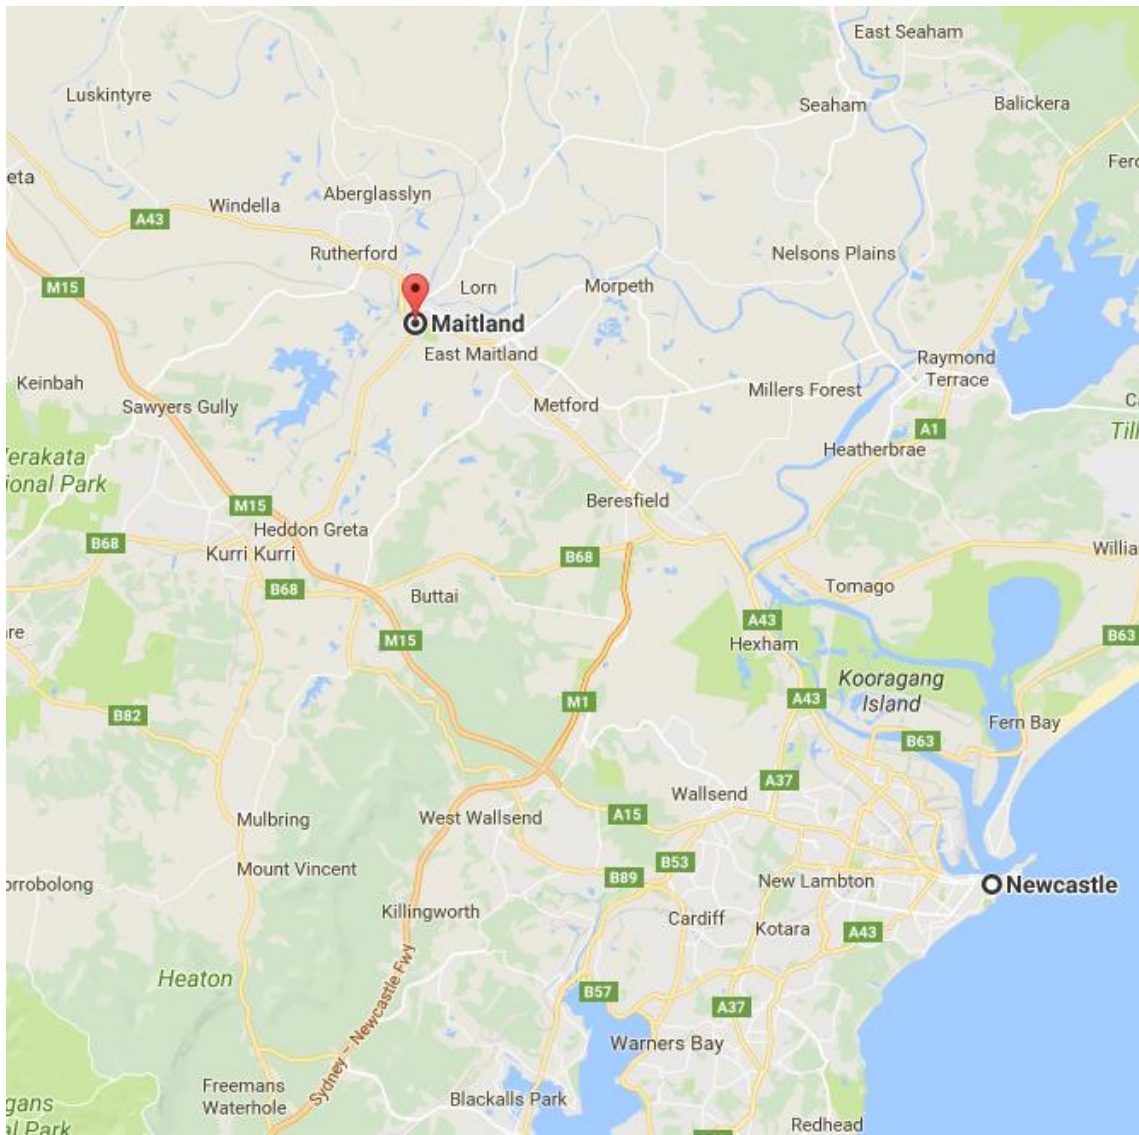 East Seaham
Luskintyre
Seaham
Balickera
Ferc
eta
Aberglasslyn
Windella
A43
Rutherford
Nelsons Plains
M15
Lorn
Morpeth
Maitland
East Maitland
Raymond
Terrace
Keinbah
Millers Forest
Sawyers Gully
Metford
Ca
A1
Till
Heatherbrae
Werakata
ional Park
Beresfield
M15
Heddon Greta
B68
Kurri Kurri
B68
Willia
B68
Buttai
Tomago
A43
are
M15
Hexham
B63
Kooragang
Island
A43
M1
B82
Fern Bay
B63
A37
Wallsend
Mulbring
West Wallsend
A15
B53
Mount Vincent
B89
New Lambton
Newcastle
orrobolong
Killingworth
Cardiff
Kotara
A43
Heaton
Sydney – Newcastle Fwy
B57
A37
Warners Bay
Freemans
Waterhole
Blackalls Park
gans
al Park
Redhead